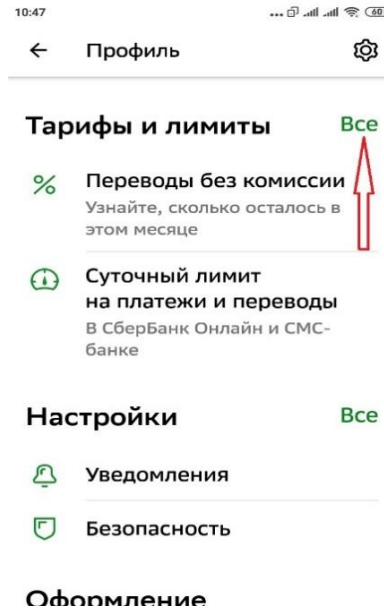 10:47
... 60
← Профиль
Тарифы и лимиты Все
% Переводы без комиссии
Узнайте, сколько осталось в
этом месяце
Суточный лимит
на платежи и переводы
В СберБанк Онлайн и СМС-
банке
Настройки Все
Уведомления
Безопасность
Оформление